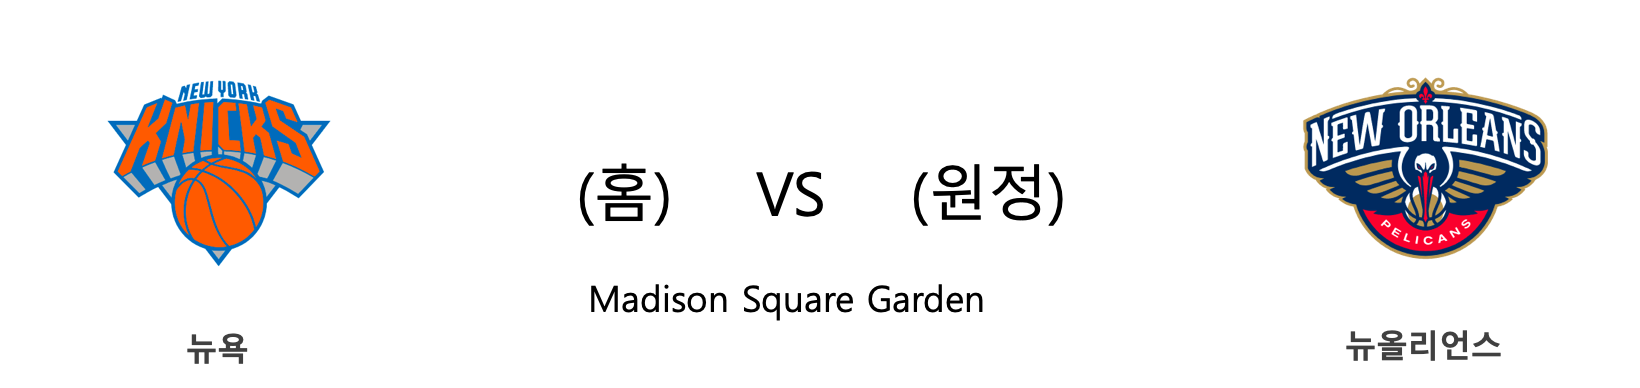 NEW YORK
KNICKS
NEW ORLEANS
PELICANS
(홈) VS (원정)
Madison Square Garden
뉴욕
뉴올리언스